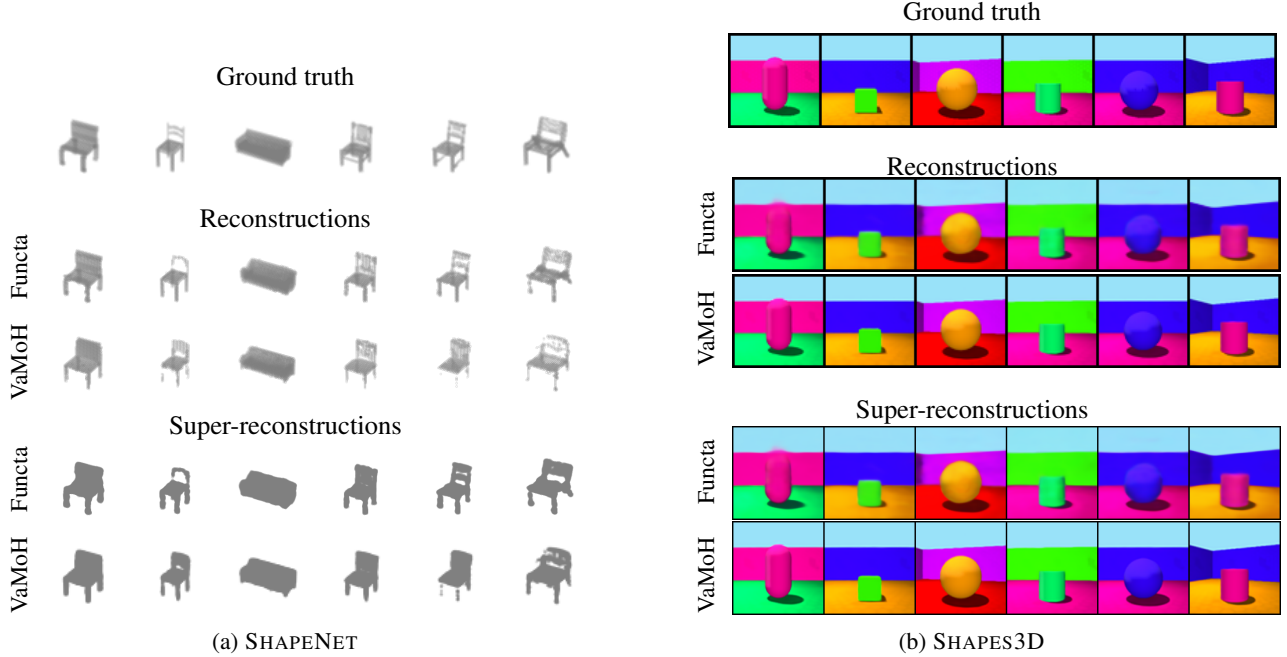 Ground truth
Reconstructions
Functa
VaMoH
Super-reconstructions
Functa
VaMoH
(a) SHAPENET
Ground truth
Reconstructions
Functa
VaMoH
Super-reconstructions
Functa
VaMoH
(b) SHAPES3D